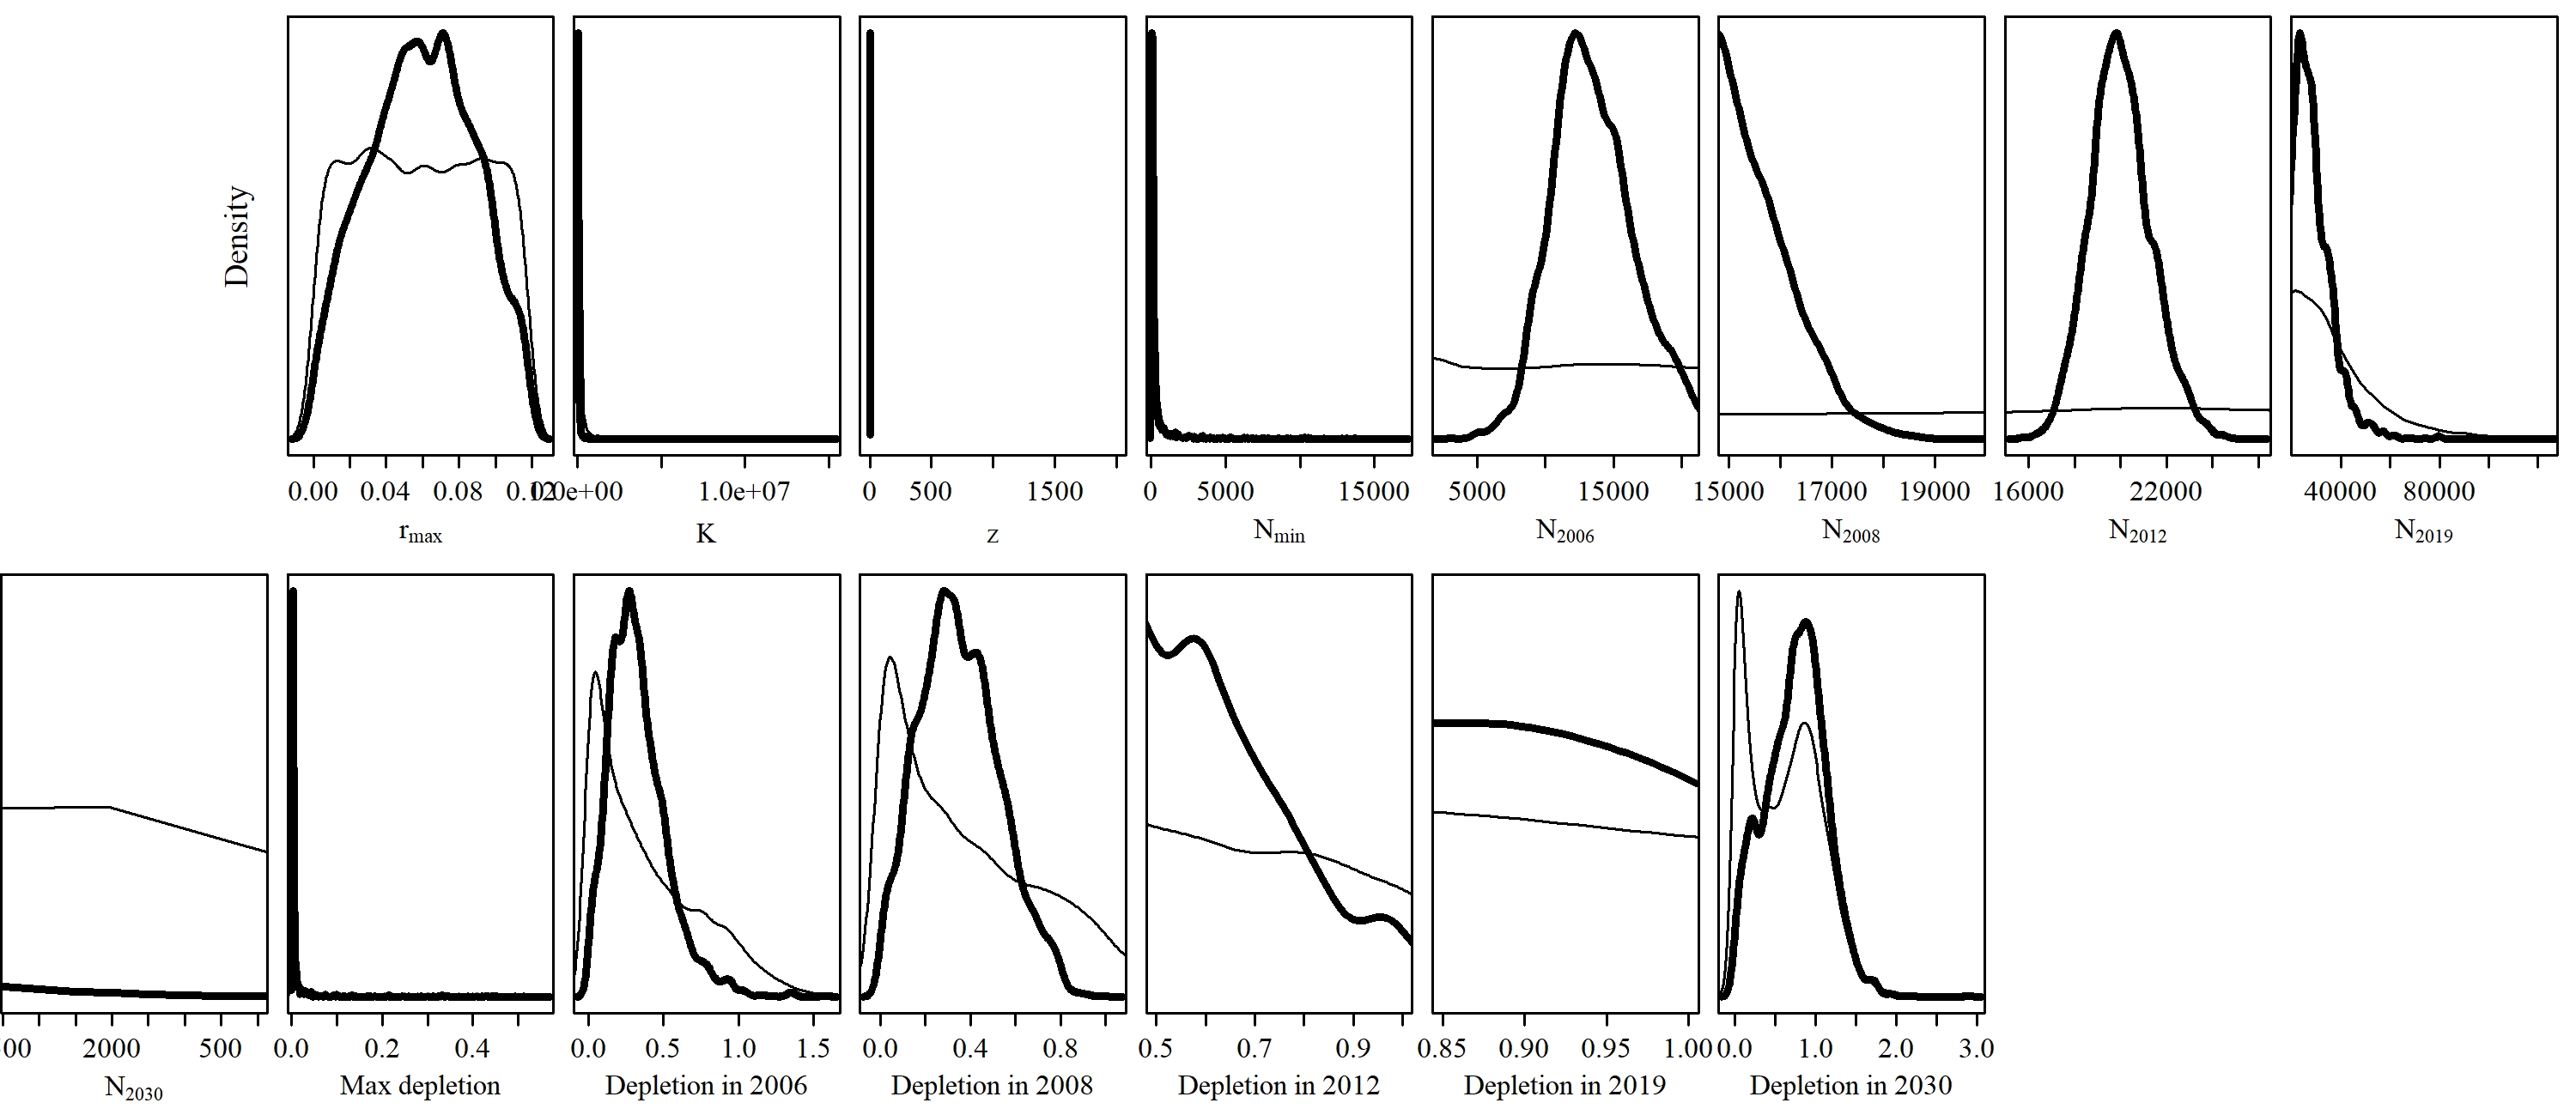 Density
0.00 0.04 0.08 0.12 0.0e+00 1.0e+07 0 500 1500 0 5000 15000 5000 15000 15000 17000 19000 16000 22000 40000 80000
rmax K z Nmin N2006 N2008 N2012 N2019
00 2000 500 0.0 0.2 0.4 0.0 0.5 1.0 1.5 0.0 0.4 0.8 0.5 0.7 0.9 0.85 0.90 0.95 1.00 0.0 1.0 2.0 3.0
N2030 Max depletion Depletion in 2006 Depletion in 2008 Depletion in 2012 Depletion in 2019 Depletion in 2030